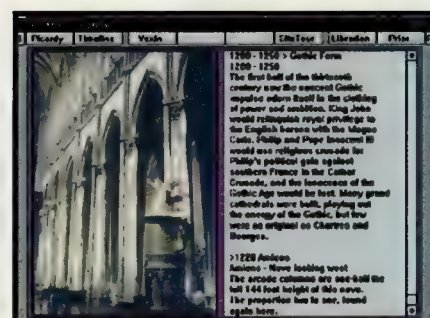 Picardy Timeline Vexin Site Tour Librarian Prise
1200 - 1250 > Gothic Form
1200 - 1250
The first half of the thirteenth
century saw the nascent Gothic
impulse adorn itself in the clothing
of power and ambition. King John
would relinquish royal privilege to
the English barons with the Magna
Carta. Philip and Pope Innocent III
would use religious crusade for
Philip's political gain against
southern France in the Cathar
Crusade, and the innocence of the
Gothic Age would be lost. Many grand
cathedrals were built, playing out
the energy of the Gothic, but few
were as original as Chartres and
Bourges.
>1220 Amiens
Amiens - Nave looking west
The arcade columns are one-half the
full 144 foot height of this nave.
The proportion two to one, found
again here.